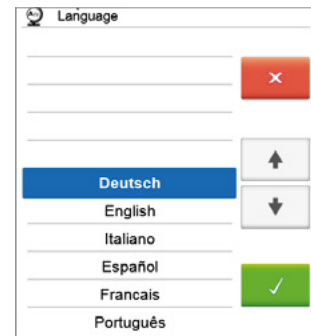 Language
Deutsch
English
Italiano
Español
Francais
Português